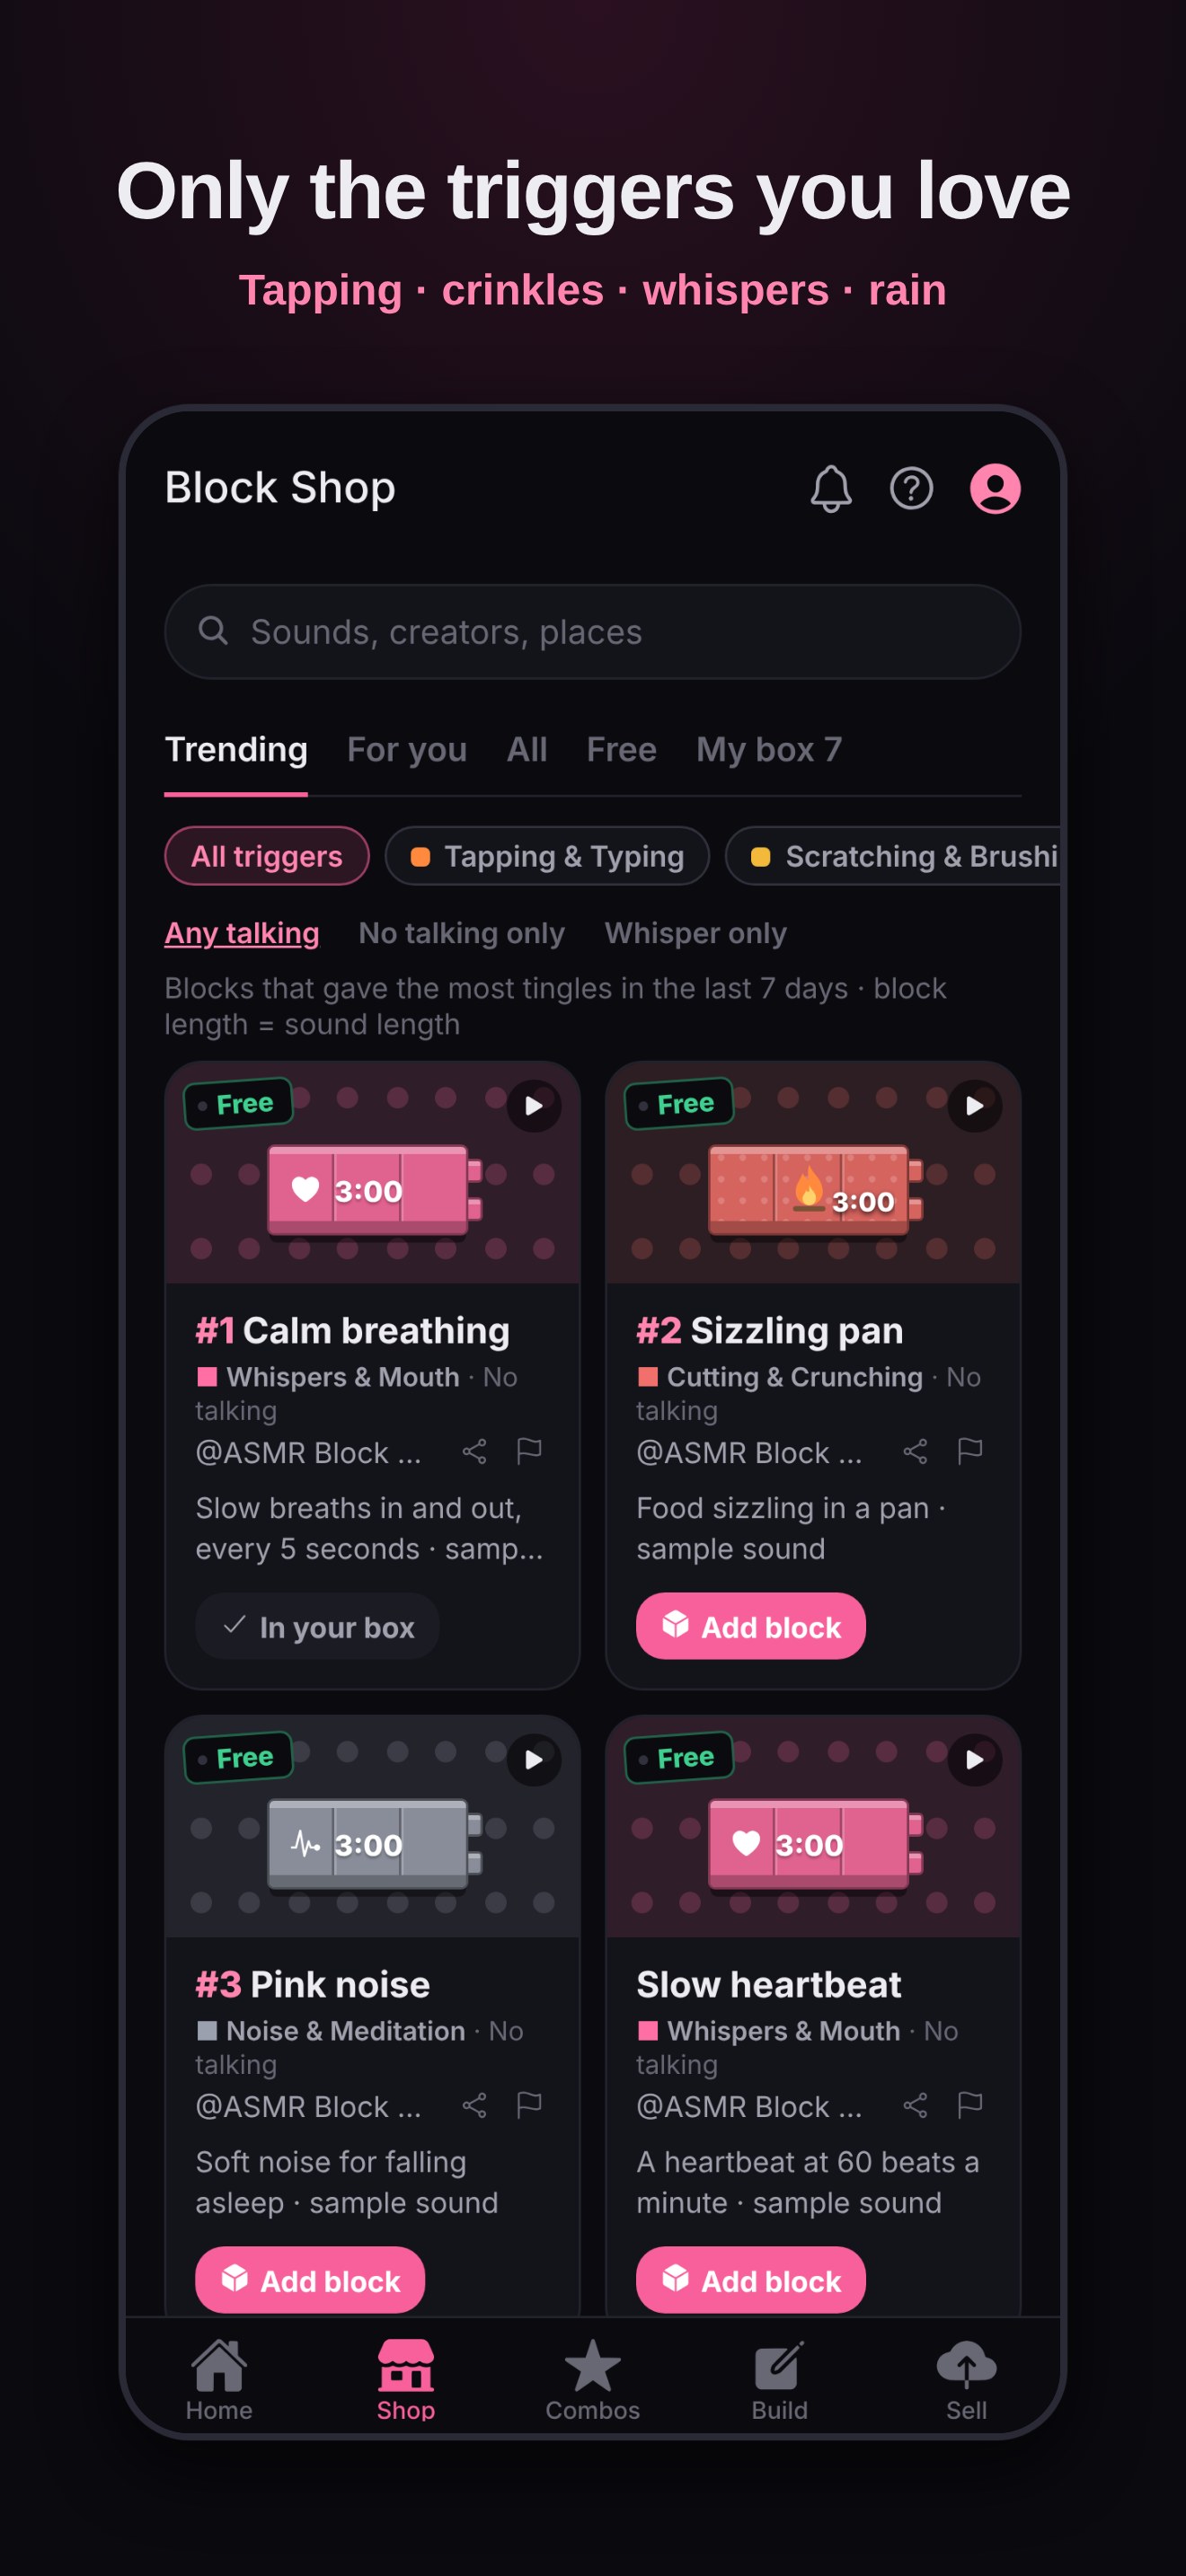 Only the triggers you love
Tapping · crinkles · whispers · rain
Block Shop
Sounds, creators, places
Trending For you All Free My box 7
All triggers Tapping & Typing Scratching & Brushi
Any talking No talking only Whisper only
Blocks that gave the most tingles in the last 7 days · block
length = sound length
Free
3:00
#1 Calm breathing
Whispers & Mouth · No
talking
@ASMR Block ...
Slow breaths in and out,
every 5 seconds · samp...
In your box
Free
3:00
#2 Sizzling pan
Cutting & Crunching · No
talking
@ASMR Block ...
Food sizzling in a pan ·
sample sound
Add block
Free
3:00
#3 Pink noise
Noise & Meditation · No
talking
@ASMR Block ...
Soft noise for falling
asleep · sample sound
Add block
Free
3:00
Slow heartbeat
Whispers & Mouth · No
talking
@ASMR Block ...
A heartbeat at 60 beats a
minute · sample sound
Add block
Home Shop Combos Build Sell